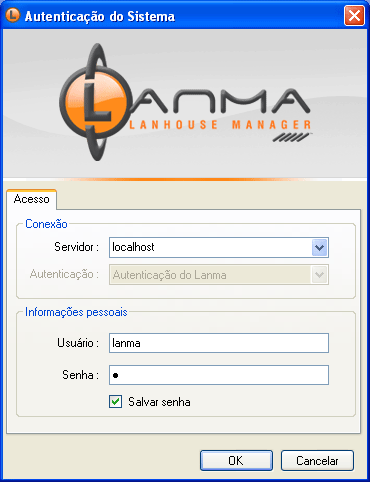 Autenticação do Sistema
LANMA
LANHOUSE MANAGER
Acesso
Conexão
Servidor : localhost
Autenticação : Autenticação do Lanma
Informações pessoais
Usuário : lanma
Senha : ●
Salvar senha
OK Cancelar